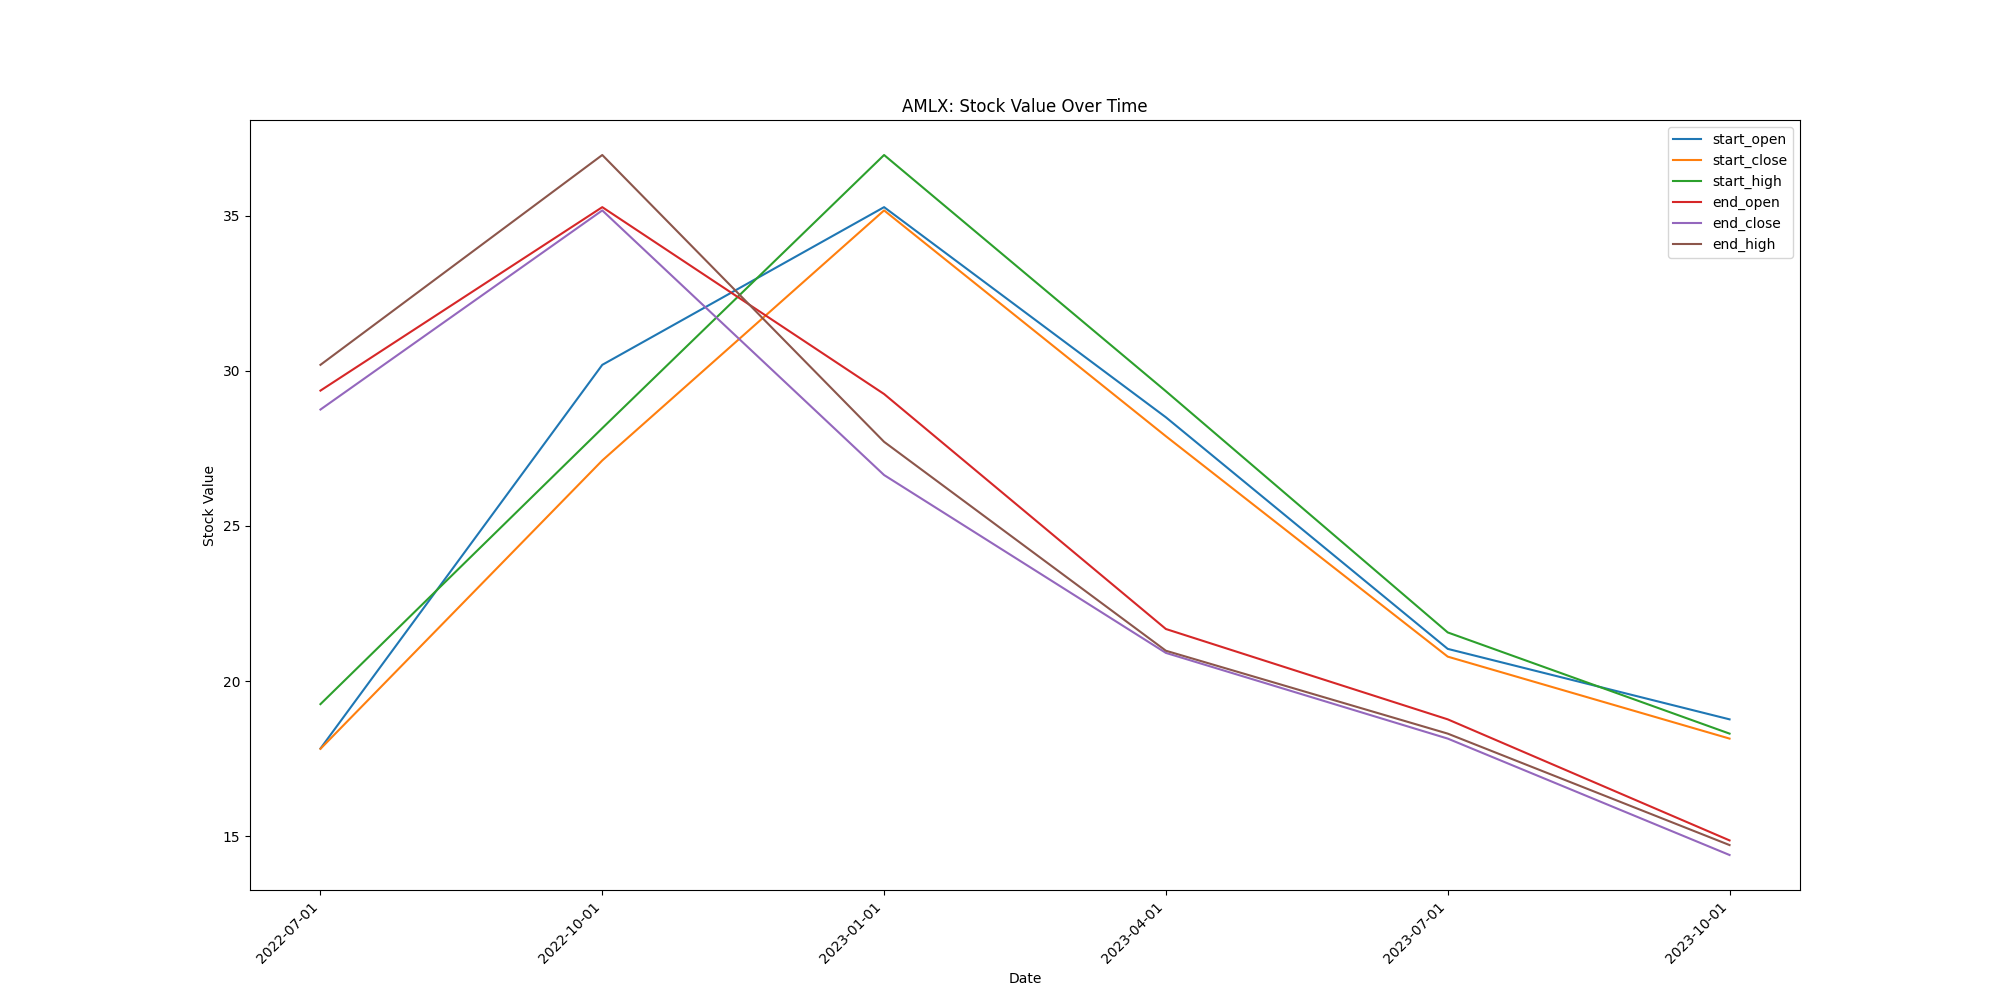 AMLX: Stock Value Over Time
start_open
start_close
start_high
end_open
end_close
end_high
Stock Value
35
30
25
20
15
2022-07-01
2022-10-01
2023-01-01
2023-04-01
2023-07-01
2023-10-01
Date